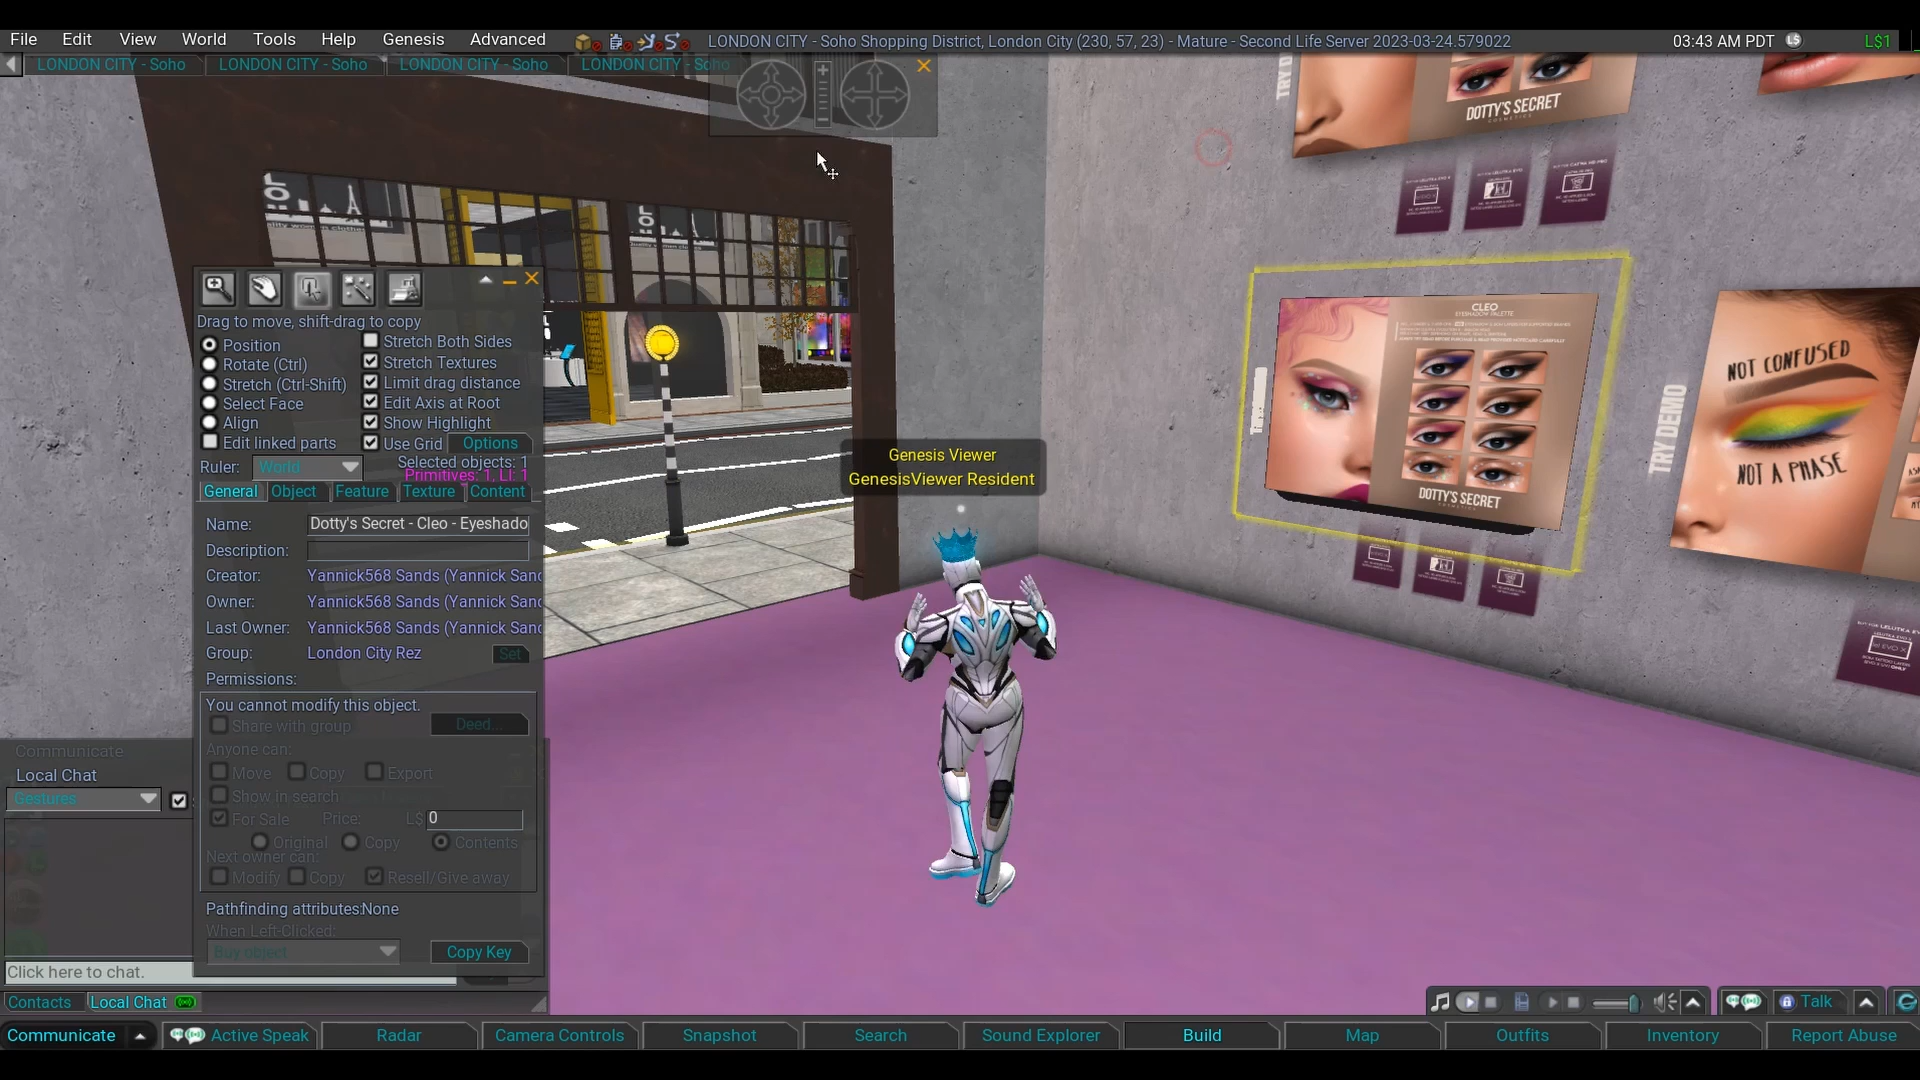 File Edit View World Tools Help Genesis Advanced
LONDON CITY - Soho Shopping District, London City (230, 57, 23) - Mature - Second Life Server 2023-03-24.579022
03:43 AM PDT
L$1
LONDON CITY - Soho
LONDON CITY - Soho
LONDON CITY - Soho
LONDON CITY - Soho
DOTTY'S SECRET
COSMETICS
Drag to move, shift-drag to copy
Position
Rotate (Ctrl)
Stretch (Ctrl-Shift)
Select Face
Align
Edit linked parts
Stretch Both Sides
Stretch Textures
Limit drag distance
Edit Axis at Root
Show Highlight
Use Grid
Options
Ruler: World
Selected objects: 1
Primitives: 1, LI: 1
General Object Feature Texture Content
Name: Dotty's Secret - Cleo - Eyeshado
Description:
Creator: Yannick568 Sands (Yannick Sand
Owner: Yannick568 Sands (Yannick Sand
Last Owner: Yannick568 Sands (Yannick Sand
Group: London City Rez
Set
Permissions:
You cannot modify this object.
Share with group
Deed...
Anyone can:
Move Copy Export
Show in search
For Sale Price: L$ 0
Original Copy Contents
Next owner can:
Modify Copy Resell/Give away
Pathfinding attributes:None
When Left-Clicked:
Buy object
Copy Key
Genesis Viewer
GenesisViewer Resident
CLEO
EYESHADOW PALETTE
DOTTY'S SECRET
COSMETICS
TRY DEMO
NOT CONFUSED
NOT A PHASE
Communicate
Local Chat
Gestures
Click here to chat.
Contacts Local Chat
Talk
Communicate Active Speak Radar Camera Controls Snapshot Search Sound Explorer Build Map Outfits Inventory Report Abuse